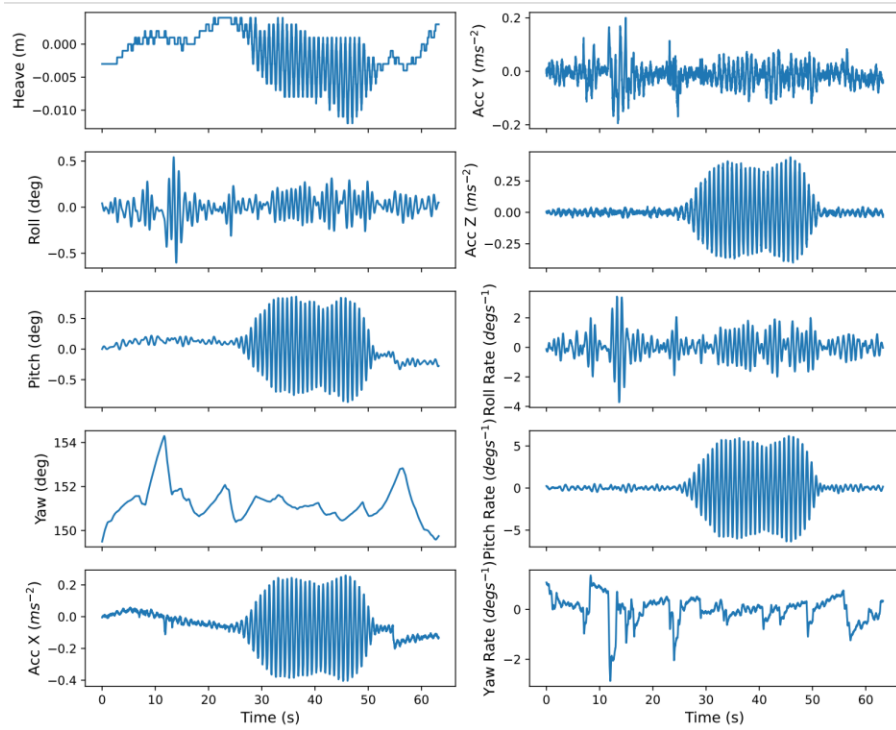 Heave (m)
0.000
−0.005
−0.010
Acc Y (ms⁻²)
0.2
0.0
−0.2
Roll (deg)
0.5
0.0
−0.5
Acc Z (ms⁻²)
0.25
0.00
−0.25
Pitch (deg)
0.5
0.0
−0.5
Roll Rate (degs⁻¹)
2
0
−2
−4
Yaw (deg)
154
152
150
Pitch Rate (degs⁻¹)
5
0
−5
Acc X (ms⁻²)
0.2
0.0
−0.2
−0.4
0 10 20 30 40 50 60
Time (s)
Yaw Rate (degs⁻¹)
0
−2
0 10 20 30 40 50 60
Time (s)